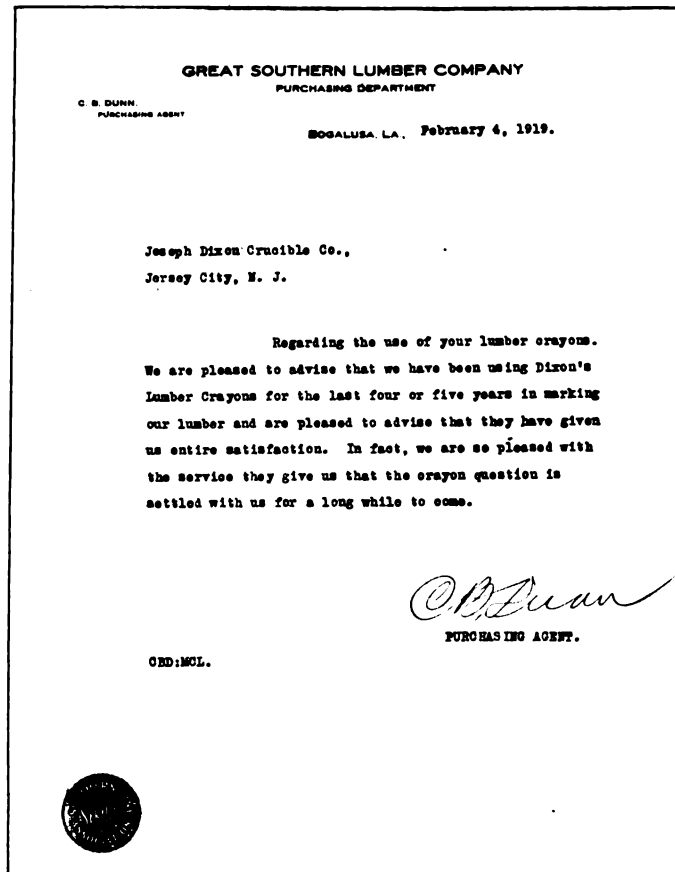 GREAT SOUTHERN LUMBER COMPANY
PURCHASING DEPARTMENT
C. B. DUNN.
PURCHASING AGENT
BOGALUSA, LA., February 4, 1919.
Joseph Dixon Crucible Co.,
Jersey City, N. J.
Regarding the use of your lumber crayons.
We are pleased to advise that we have been using Dixon's
Lumber Crayons for the last four or five years in marking
our lumber and are pleased to advise that they have given
us entire satisfaction. In fact, we are so pleased with
the service they give us that the crayon question is
settled with us for a long while to come.
C.B. Dunn
PURCHASING AGENT.
CBD:MCL.